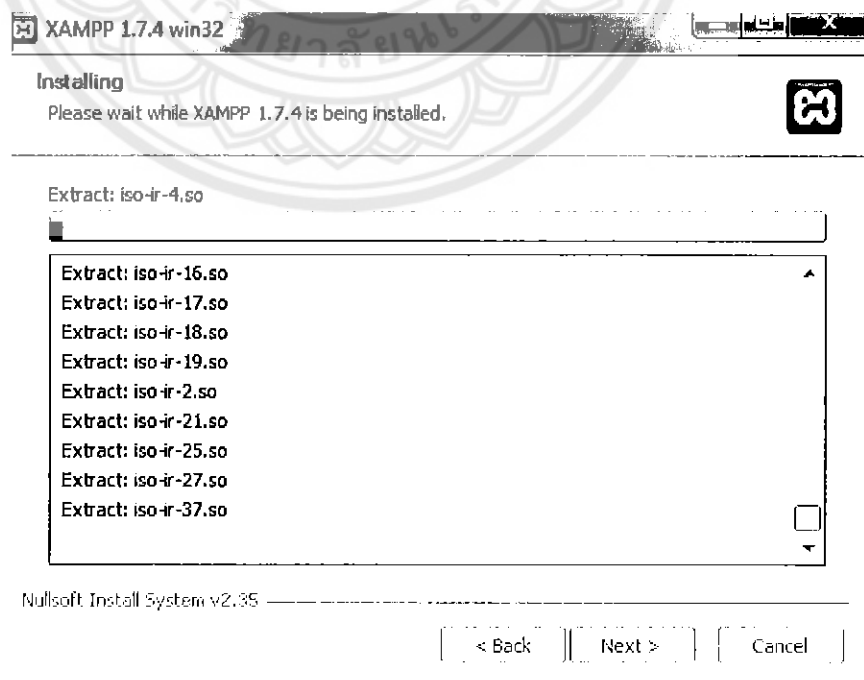 XAMPP 1.7.4 win32
Installing
Please wait while XAMPP 1.7.4 is being installed.
Extract: iso-ir-4.so
Extract: iso-ir-16.so
Extract: iso-ir-17.so
Extract: iso-ir-18.so
Extract: iso-ir-19.so
Extract: iso-ir-2.so
Extract: iso-ir-21.so
Extract: iso-ir-25.so
Extract: iso-ir-27.so
Extract: iso-ir-37.so
Nullsoft Install System v2.35
< Back
Next >
Cancel